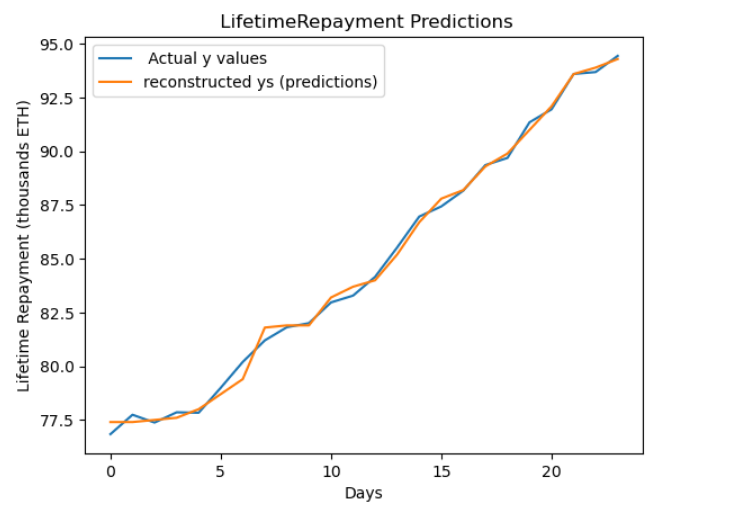 LifetimeRepayment Predictions
Actual y values
reconstructed ys (predictions)
Lifetime Repayment (thousands ETH)
95.0
92.5
90.0
87.5
85.0
82.5
80.0
77.5
0 5 10 15 20
Days